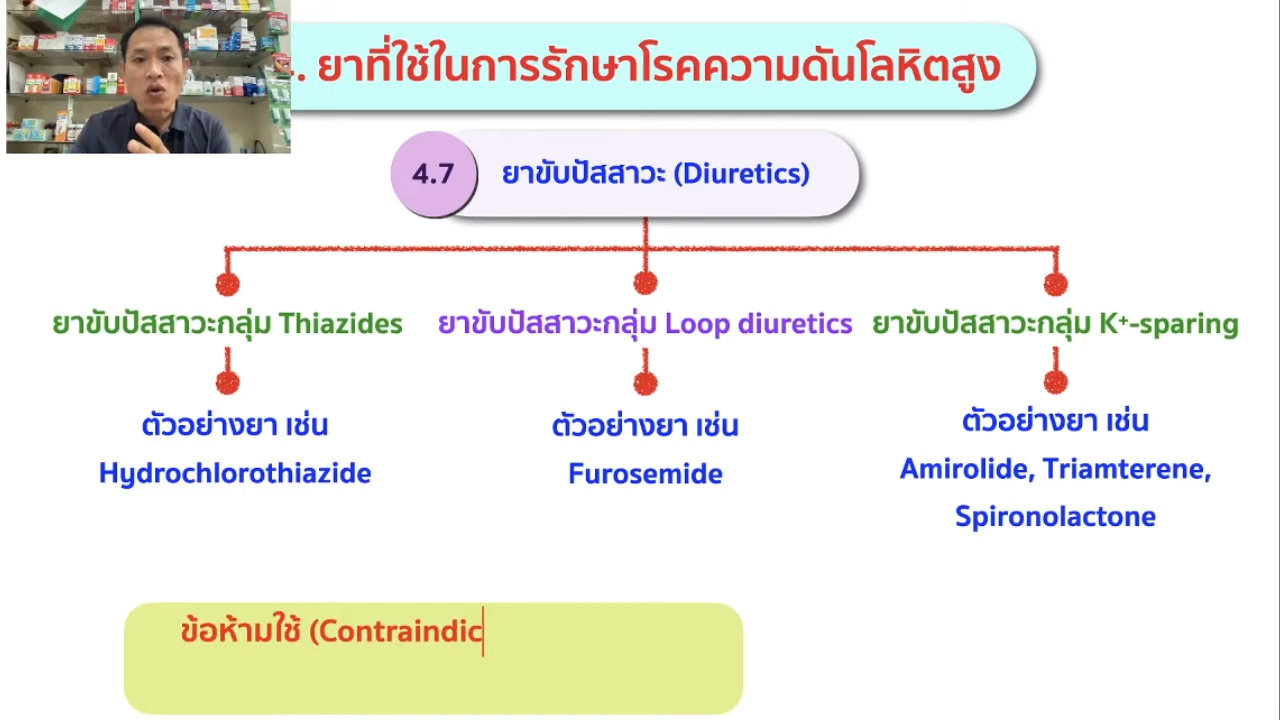 . ยาที่ใช้ในการรักษาโรคความดันโลหิตสูง
4.7 ยาขับปัสสาวะ (Diuretics)
ยาขับปัสสาวะกลุ่ม Thiazides
ยาขับปัสสาวะกลุ่ม Loop diuretics
ยาขับปัสสาวะกลุ่ม K⁺-sparing
ตัวอย่างยา เช่น
Hydrochlorothiazide
ตัวอย่างยา เช่น
Furosemide
ตัวอย่างยา เช่น
Amirolide, Triamterene,
Spironolactone
ข้อห้ามใช้ (Contraindic